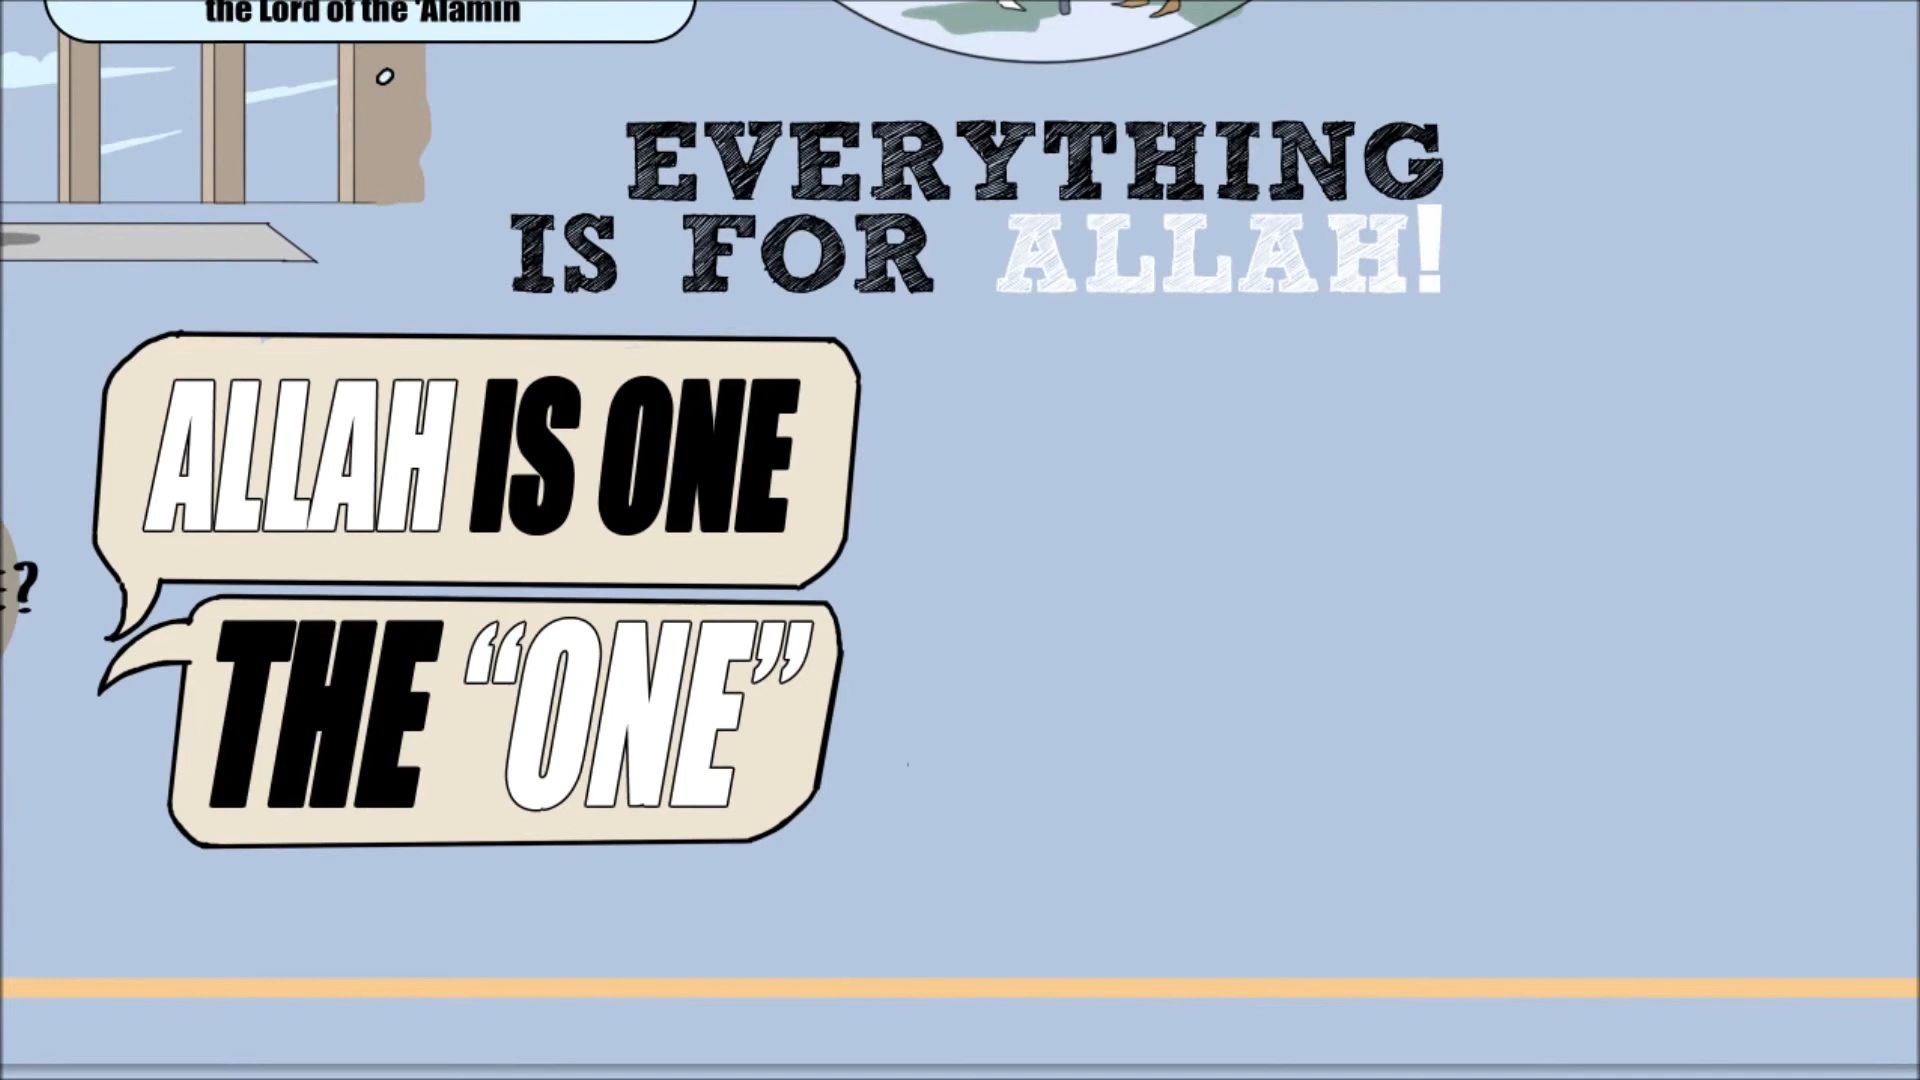 the Lord of the 'Alamin
EVERYTHING
IS FOR ALLAH!
ALLAH IS ONE
?
THE “ONE”